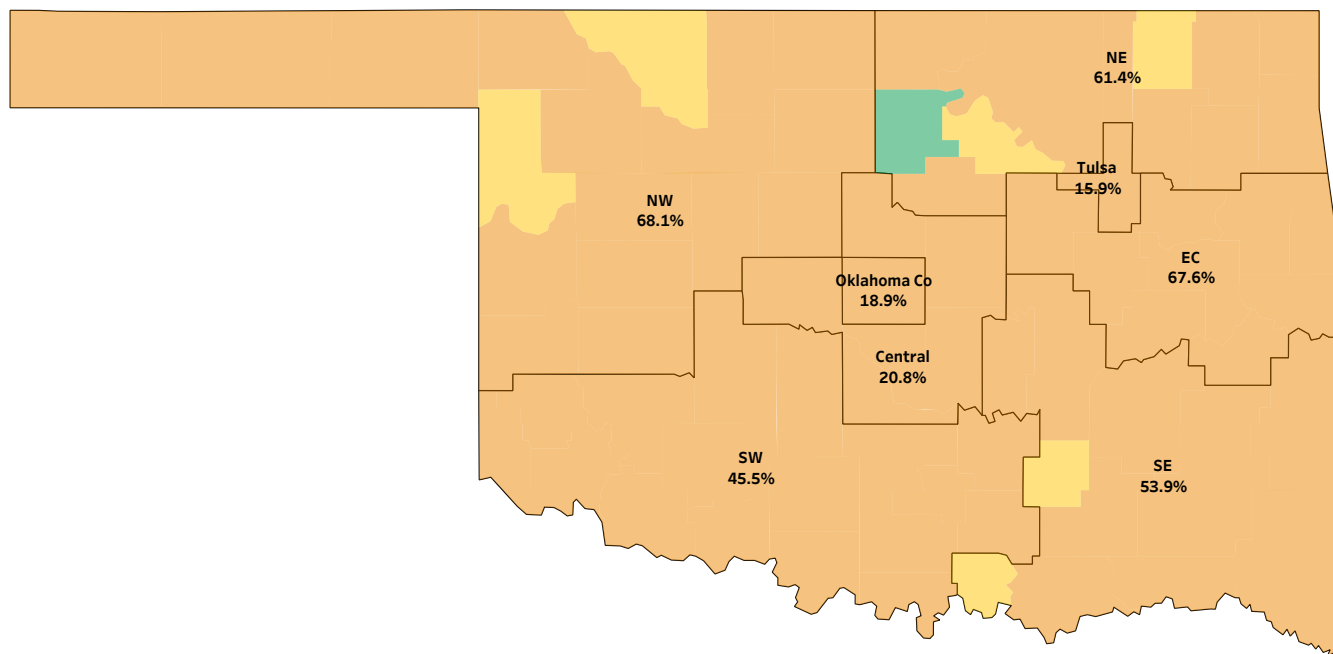 NE
61.4%
Tulsa
15.9%
NW
68.1%
EC
67.6%
Oklahoma Co
18.9%
Central
20.8%
SW
45.5%
SE
53.9%